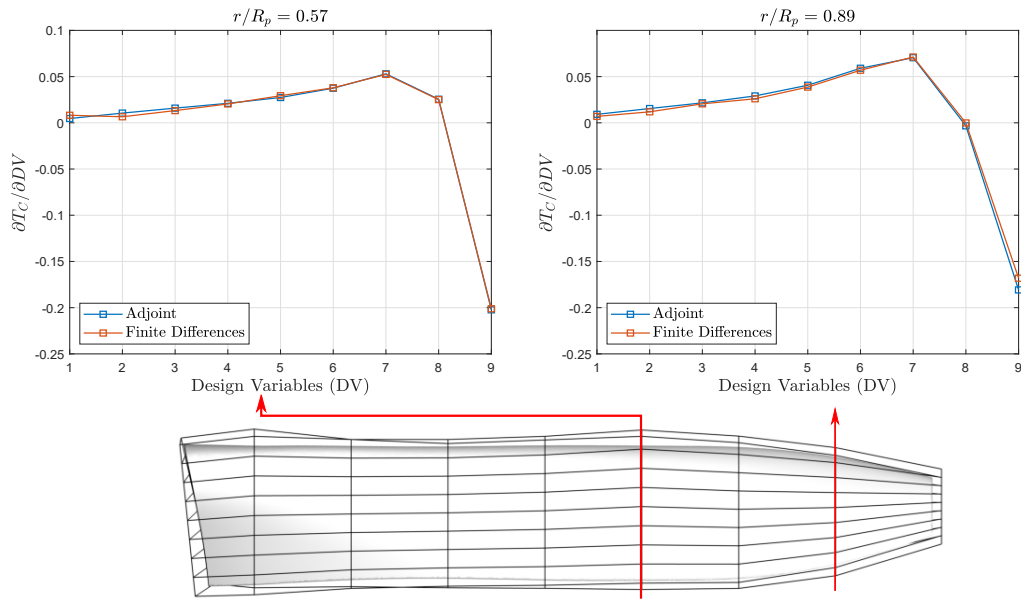 r/R_p = 0.57
0.1
0.05
0
-0.05
-0.1
-0.15
-0.2
-0.25
∂T_C/∂DV
Adjoint
Finite Differences
1 2 3 4 5 6 7 8 9
Design Variables (DV)
r/R_p = 0.89
0.1
0.05
0
-0.05
-0.1
-0.15
-0.2
-0.25
∂T_C/∂DV
Adjoint
Finite Differences
1 2 3 4 5 6 7 8 9
Design Variables (DV)